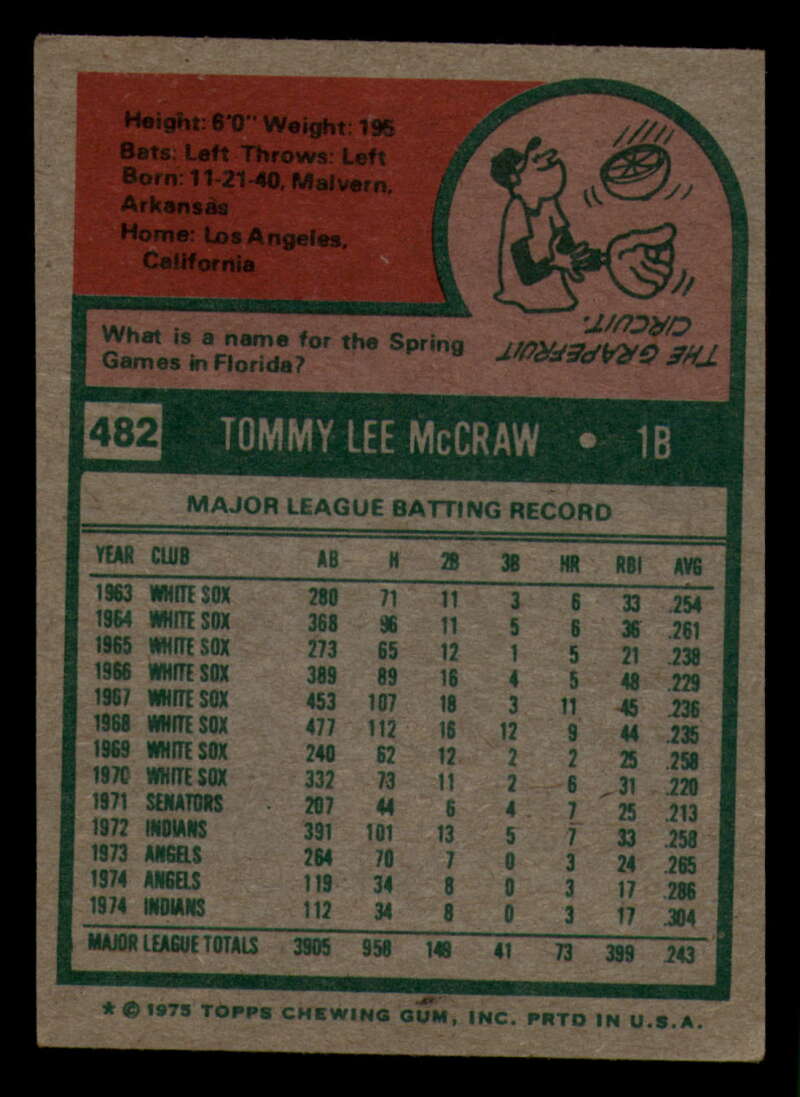 Height: 6'0" Weight: 195
Bats: Left Throws: Left
Born: 11-21-40, Malvern,
Arkansas
Home: Los Angeles,
California
THE GRAPEFRUIT
CIRCUIT.
What is a name for the Spring
Games in Florida?
482 TOMMY LEE McCRAW • 1B
MAJOR LEAGUE BATTING RECORD
YEAR CLUB AB H 2B 3B HR RBI AVG
1963 WHITE SOX 280 71 11 3 6 33 .254
1964 WHITE SOX 368 96 11 5 6 36 .261
1965 WHITE SOX 273 65 12 1 5 21 .238
1966 WHITE SOX 389 89 16 4 5 48 .229
1967 WHITE SOX 453 107 18 3 11 45 .236
1968 WHITE SOX 477 112 16 12 9 44 .235
1969 WHITE SOX 240 62 12 2 2 25 .258
1970 WHITE SOX 332 73 11 2 6 31 .220
1971 SENATORS 207 44 6 4 7 25 .213
1972 INDIANS 391 101 13 5 7 33 .258
1973 ANGELS 264 70 7 0 3 24 .265
1974 ANGELS 119 34 8 0 3 17 .286
1974 INDIANS 112 34 8 0 3 17 .304
MAJOR LEAGUE TOTALS 3905 958 149 41 73 399 .243
* © 1975 TOPPS CHEWING GUM, INC. PRTD IN U.S.A.